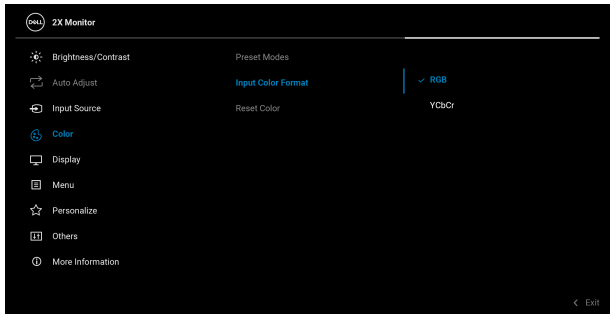 DELL 2X Monitor
Brightness/Contrast Preset Modes
Auto Adjust Input Color Format ✓ RGB
Input Source Reset Color YCbCr
Color
Display
Menu
Personalize
Others
More Information
< Exit